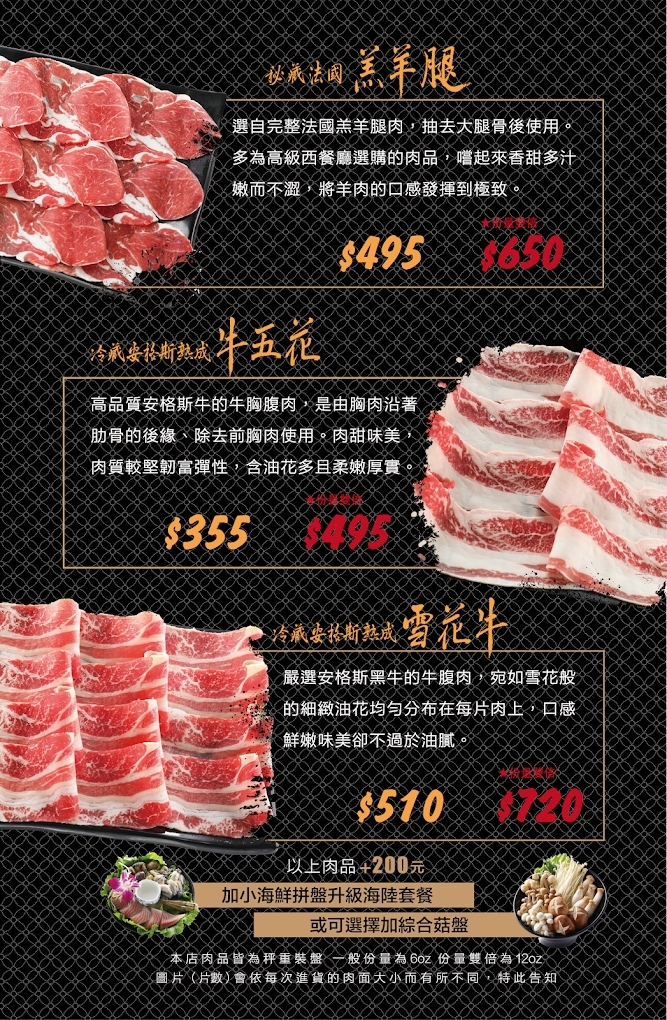 秘藏法國 羔羊腿
選自完整法國羔羊腿肉，抽去大腿骨後使用。
多為高級西餐廳選購的肉品，嚐起來香甜多汁
嫩而不澀，將羊肉的口感發揮到極致。
★份量雙倍
$495 $650
冷藏安格斯熟成 牛五花
高品質安格斯牛的牛胸腹肉，是由胸肉沿著
肋骨的後緣、除去前胸肉使用。肉甜味美，
肉質較堅韌富彈性，含油花多且柔嫩厚實。
★份量雙倍
$355 $495
冷藏安格斯熟成 雪花牛
嚴選安格斯黑牛的牛腹肉，宛如雪花般
的細緻油花均勻分布在每片肉上，口感
鮮嫩味美卻不過於油膩。
★份量雙倍
$510 $720
以上肉品+200元
加小海鮮拼盤升級海陸套餐
或可選擇加綜合菇盤
本店肉品皆為秤重裝盤 一般份量為6oz 份量雙倍為12oz
圖片（片數）會依每次進貨的肉面大小而有所不同，特此告知